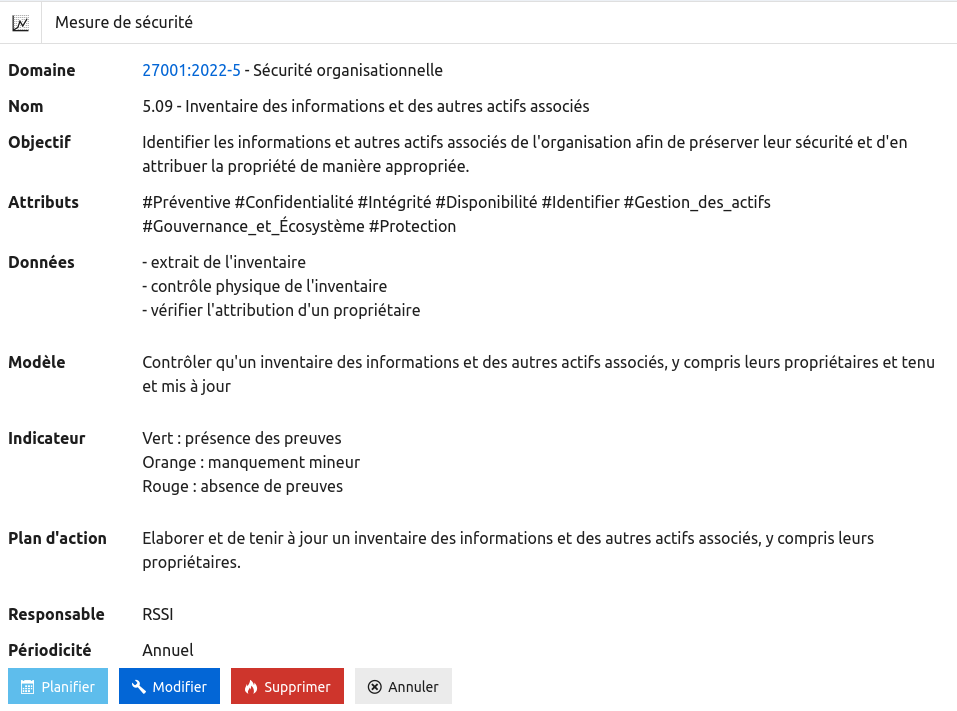 Mesure de sécurité
Domaine 27001:2022-5 - Sécurité organisationnelle
Nom 5.09 - Inventaire des informations et des autres actifs associés
Objectif Identifier les informations et autres actifs associés de l'organisation afin de préserver leur sécurité et d'en
attribuer la propriété de manière appropriée.
Attributs #Préventive #Confidentialité #Intégrité #Disponibilité #Identifier #Gestion_des_actifs
#Gouvernance_et_Écosystème #Protection
Données - extrait de l'inventaire
- contrôle physique de l'inventaire
- vérifier l'attribution d'un propriétaire
Modèle Contrôler qu'un inventaire des informations et des autres actifs associés, y compris leurs propriétaires et tenu
et mis à jour
Indicateur Vert : présence des preuves
Orange : manquement mineur
Rouge : absence de preuves
Plan d'action Elaborer et de tenir à jour un inventaire des informations et des autres actifs associés, y compris leurs
propriétaires.
Responsable RSSI
Périodicité Annuel
Planifier Modifier Supprimer Annuler